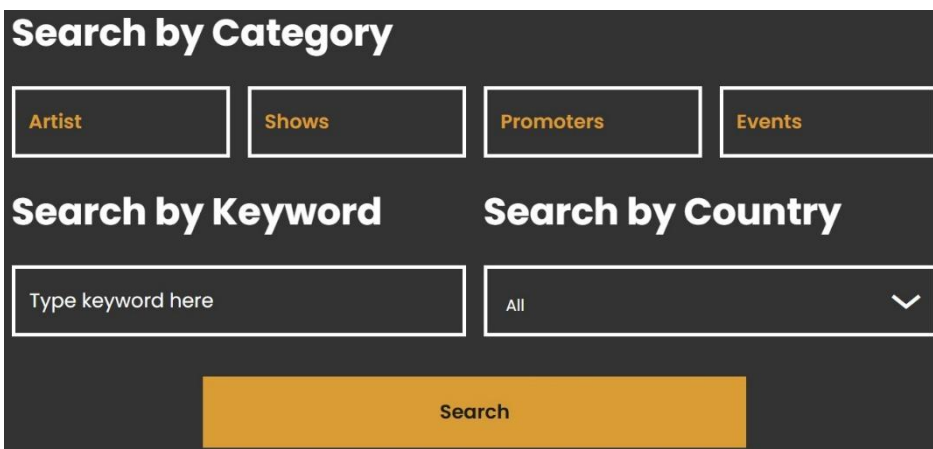 Search by Category
Artist Shows Promoters Events
Search by Keyword Search by Country
Type keyword here All
Search